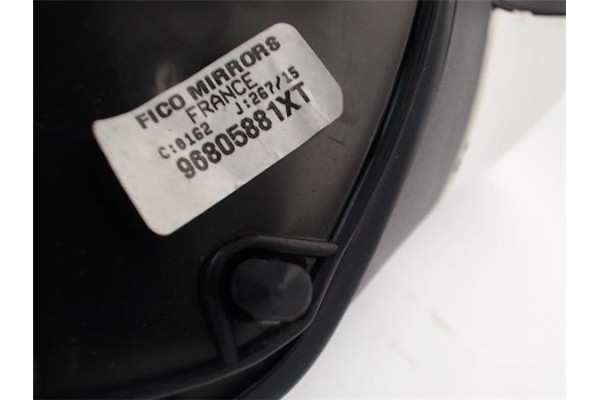 FICO MIRRORS
FRANCE
C:0162 J:267/15
96805881XT